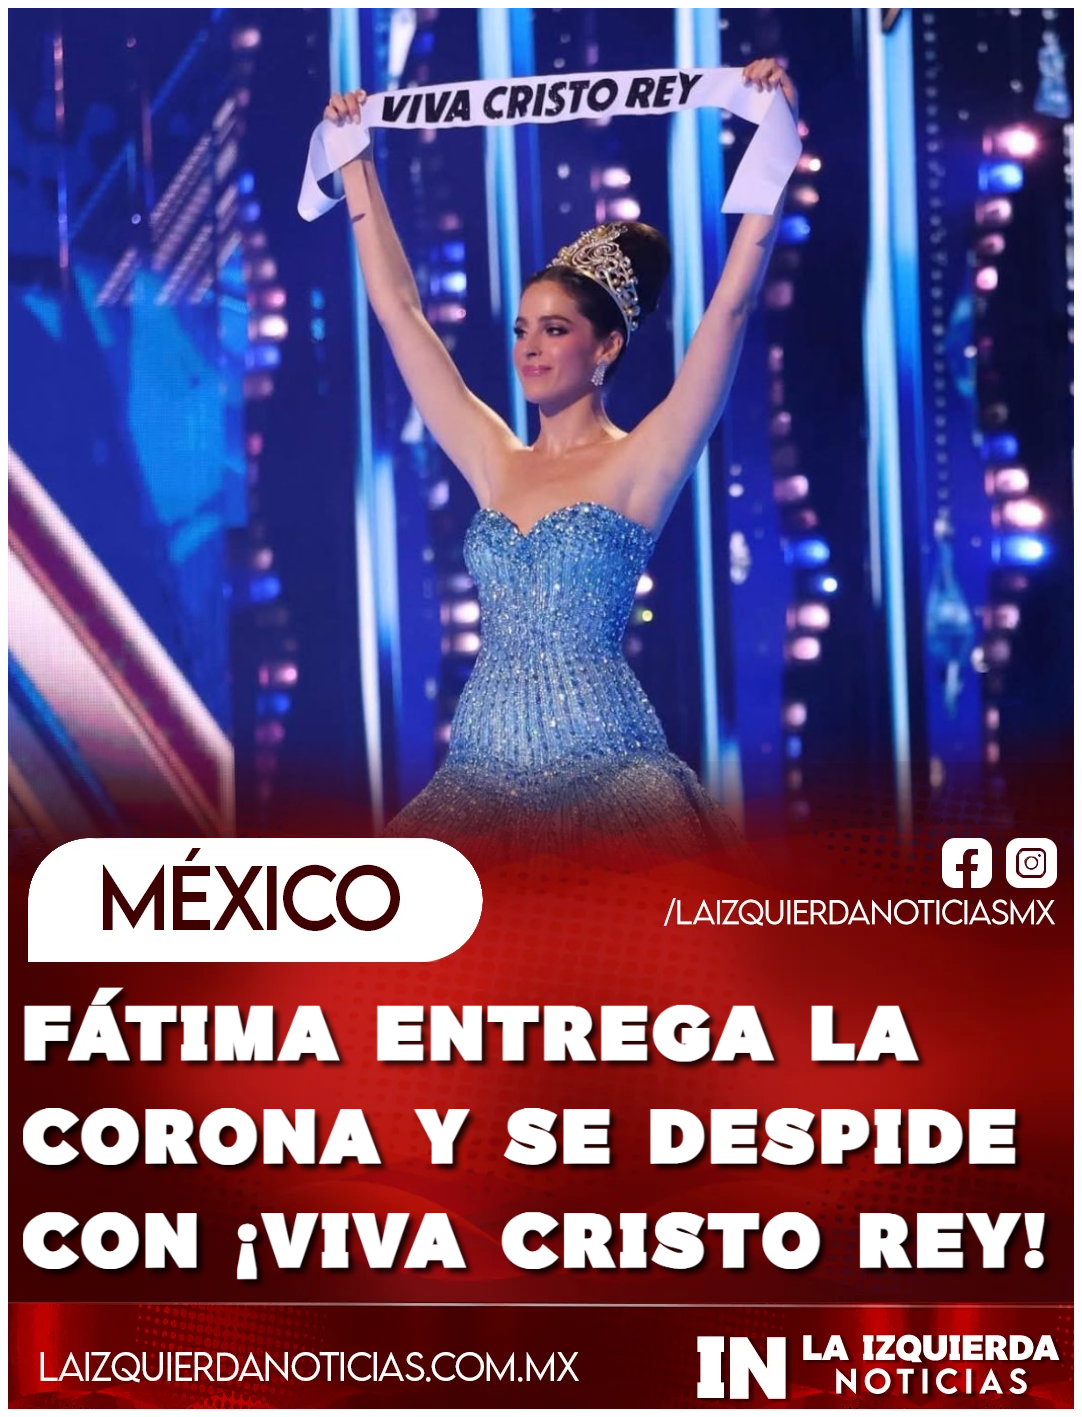 VIVA CRISTO REY
MÉXICO
/LAIZQUIERDANOTICIASMX
FÁTIMA ENTREGA LA
CORONA Y SE DESPIDE
CON ¡VIVA CRISTO REY!
LAIZQUIERDANOTICIAS.COM.MX
IN LA IZQUIERDA
NOTICIAS